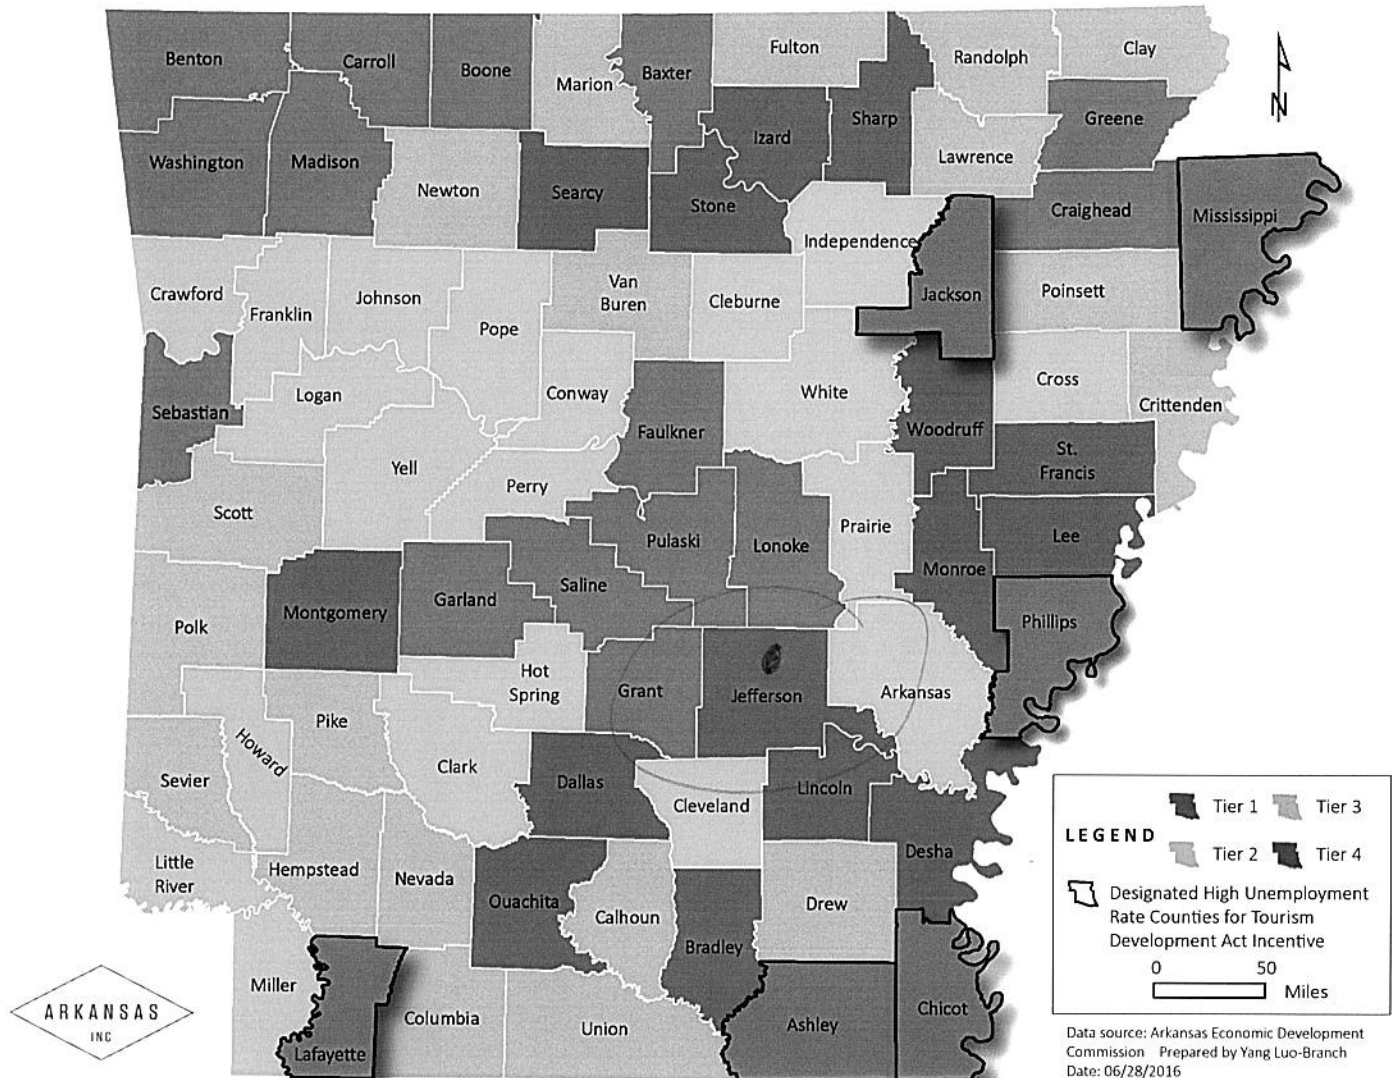 Benton
Carroll
Boone
Marion
Baxter
Fulton
Randolph
Clay
Washington
Madison
Newton
Searcy
Stone
Izard
Sharp
Lawrence
Greene
N
Independence
Jackson
Craighead
Mississippi
Crawford
Franklin
Johnson
Pope
Van
Buren
Cleburne
Poinsett
Sebastian
Logan
Conway
White
Woodruff
Cross
Crittenden
Faulkner
St.
Francis
Scott
Yell
Perry
Pulaski
Lonoke
Prairie
Lee
Monroe
Polk
Montgomery
Garland
Saline
Phillips
Hot
Spring
Grant
Jefferson
Arkansas
Pike
Howard
Sevier
Clark
Dallas
Cleveland
Lincoln
Desha
Little
River
Hempstead
Nevada
Ouachita
Calhoun
Bradley
Drew
Miller
Lafayette
Columbia
Union
Ashley
Chicot
LEGEND
Tier 1
Tier 3
Tier 2
Tier 4
Designated High Unemployment
Rate Counties for Tourism
Development Act Incentive
0 50
Miles
ARKANSAS
INC
Data source: Arkansas Economic Development
Commission Prepared by Yang Luo-Branch
Date: 06/28/2016